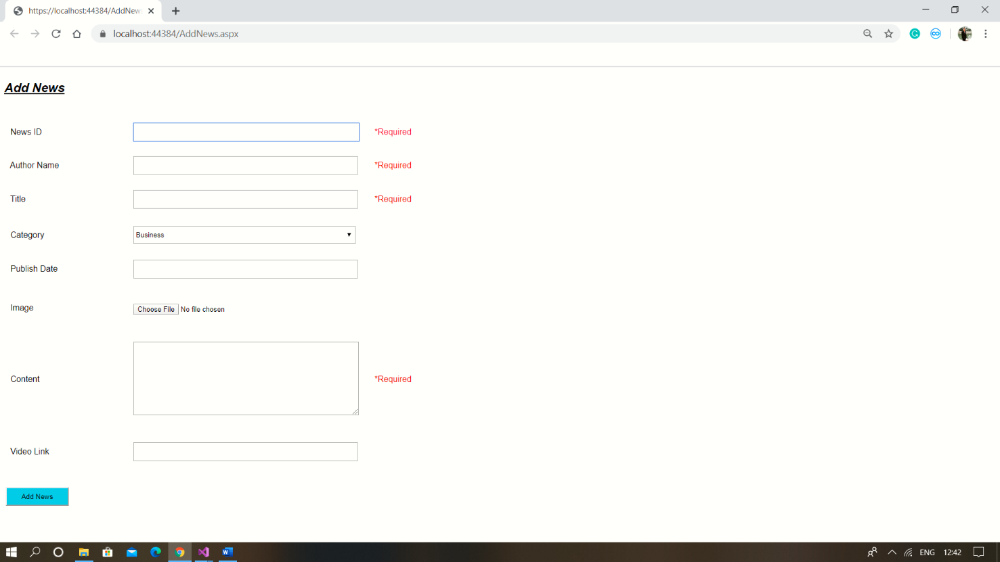 https://localhost:44384/AddNews
localhost:44384/AddNews.aspx
Add News
News ID *Required
Author Name *Required
Title *Required
Category Business
Publish Date
Image Choose File No file chosen
Content *Required
Video Link
Add News
ENG 12:42